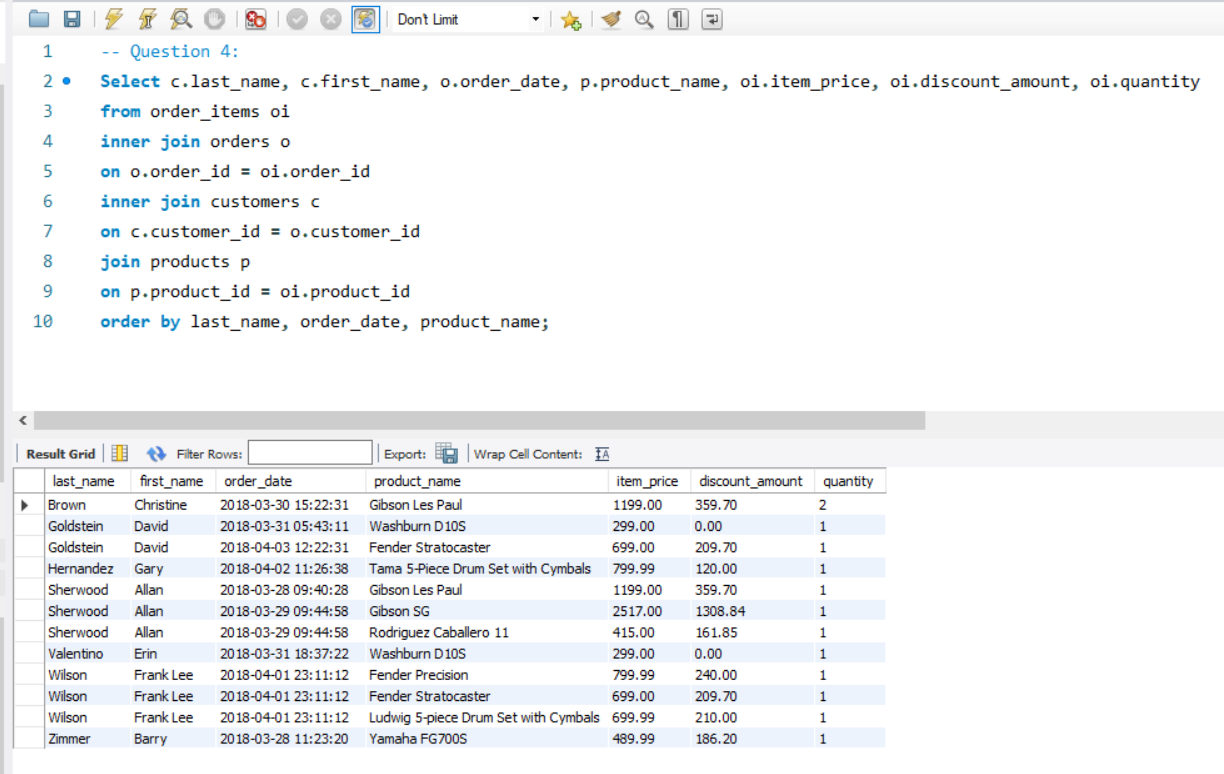 Don't Limit
1 -- Question 4:
2 Select c.last_name, c.first_name, o.order_date, p.product_name, oi.item_price, oi.discount_amount, oi.quantity
3 from order_items oi
4 inner join orders o
5 on o.order_id = oi.order_id
6 inner join customers c
7 on c.customer_id = o.customer_id
8 join products p
9 on p.product_id = oi.product_id
10 order by last_name, order_date, product_name;
Result Grid Filter Rows: Export: Wrap Cell Content: IA
last_name first_name order_date product_name item_price discount_amount quantity
Brown Christine 2018-03-30 15:22:31 Gibson Les Paul 1199.00 359.70 2
Goldstein David 2018-03-31 05:43:11 Washburn D10S 299.00 0.00 1
Goldstein David 2018-04-03 12:22:31 Fender Stratocaster 699.00 209.70 1
Hernandez Gary 2018-04-02 11:26:38 Tama 5-Piece Drum Set with Cymbals 799.99 120.00 1
Sherwood Allan 2018-03-28 09:40:28 Gibson Les Paul 1199.00 359.70 1
Sherwood Allan 2018-03-29 09:44:58 Gibson SG 2517.00 1308.84 1
Sherwood Allan 2018-03-29 09:44:58 Rodriguez Caballero 11 415.00 161.85 1
Valentino Erin 2018-03-31 18:37:22 Washburn D10S 299.00 0.00 1
Wilson Frank Lee 2018-04-01 23:11:12 Fender Precision 799.99 240.00 1
Wilson Frank Lee 2018-04-01 23:11:12 Fender Stratocaster 699.00 209.70 1
Wilson Frank Lee 2018-04-01 23:11:12 Ludwig 5-piece Drum Set with Cymbals 699.99 210.00 1
Zimmer Barry 2018-03-28 11:23:20 Yamaha FG700S 489.99 186.20 1